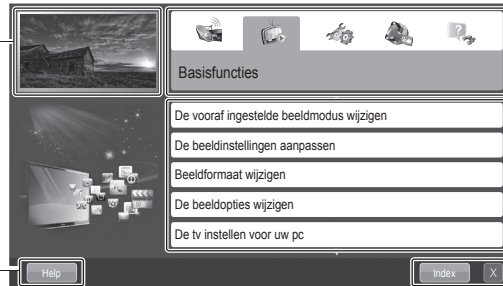 Basisfuncties
De vooraf ingestelde beeldmodus wijzigen
De beeldinstellingen aanpassen
Beeldformaat wijzigen
De beeldopties wijzigen
De tv instellen voor uw pc
Help
Index X